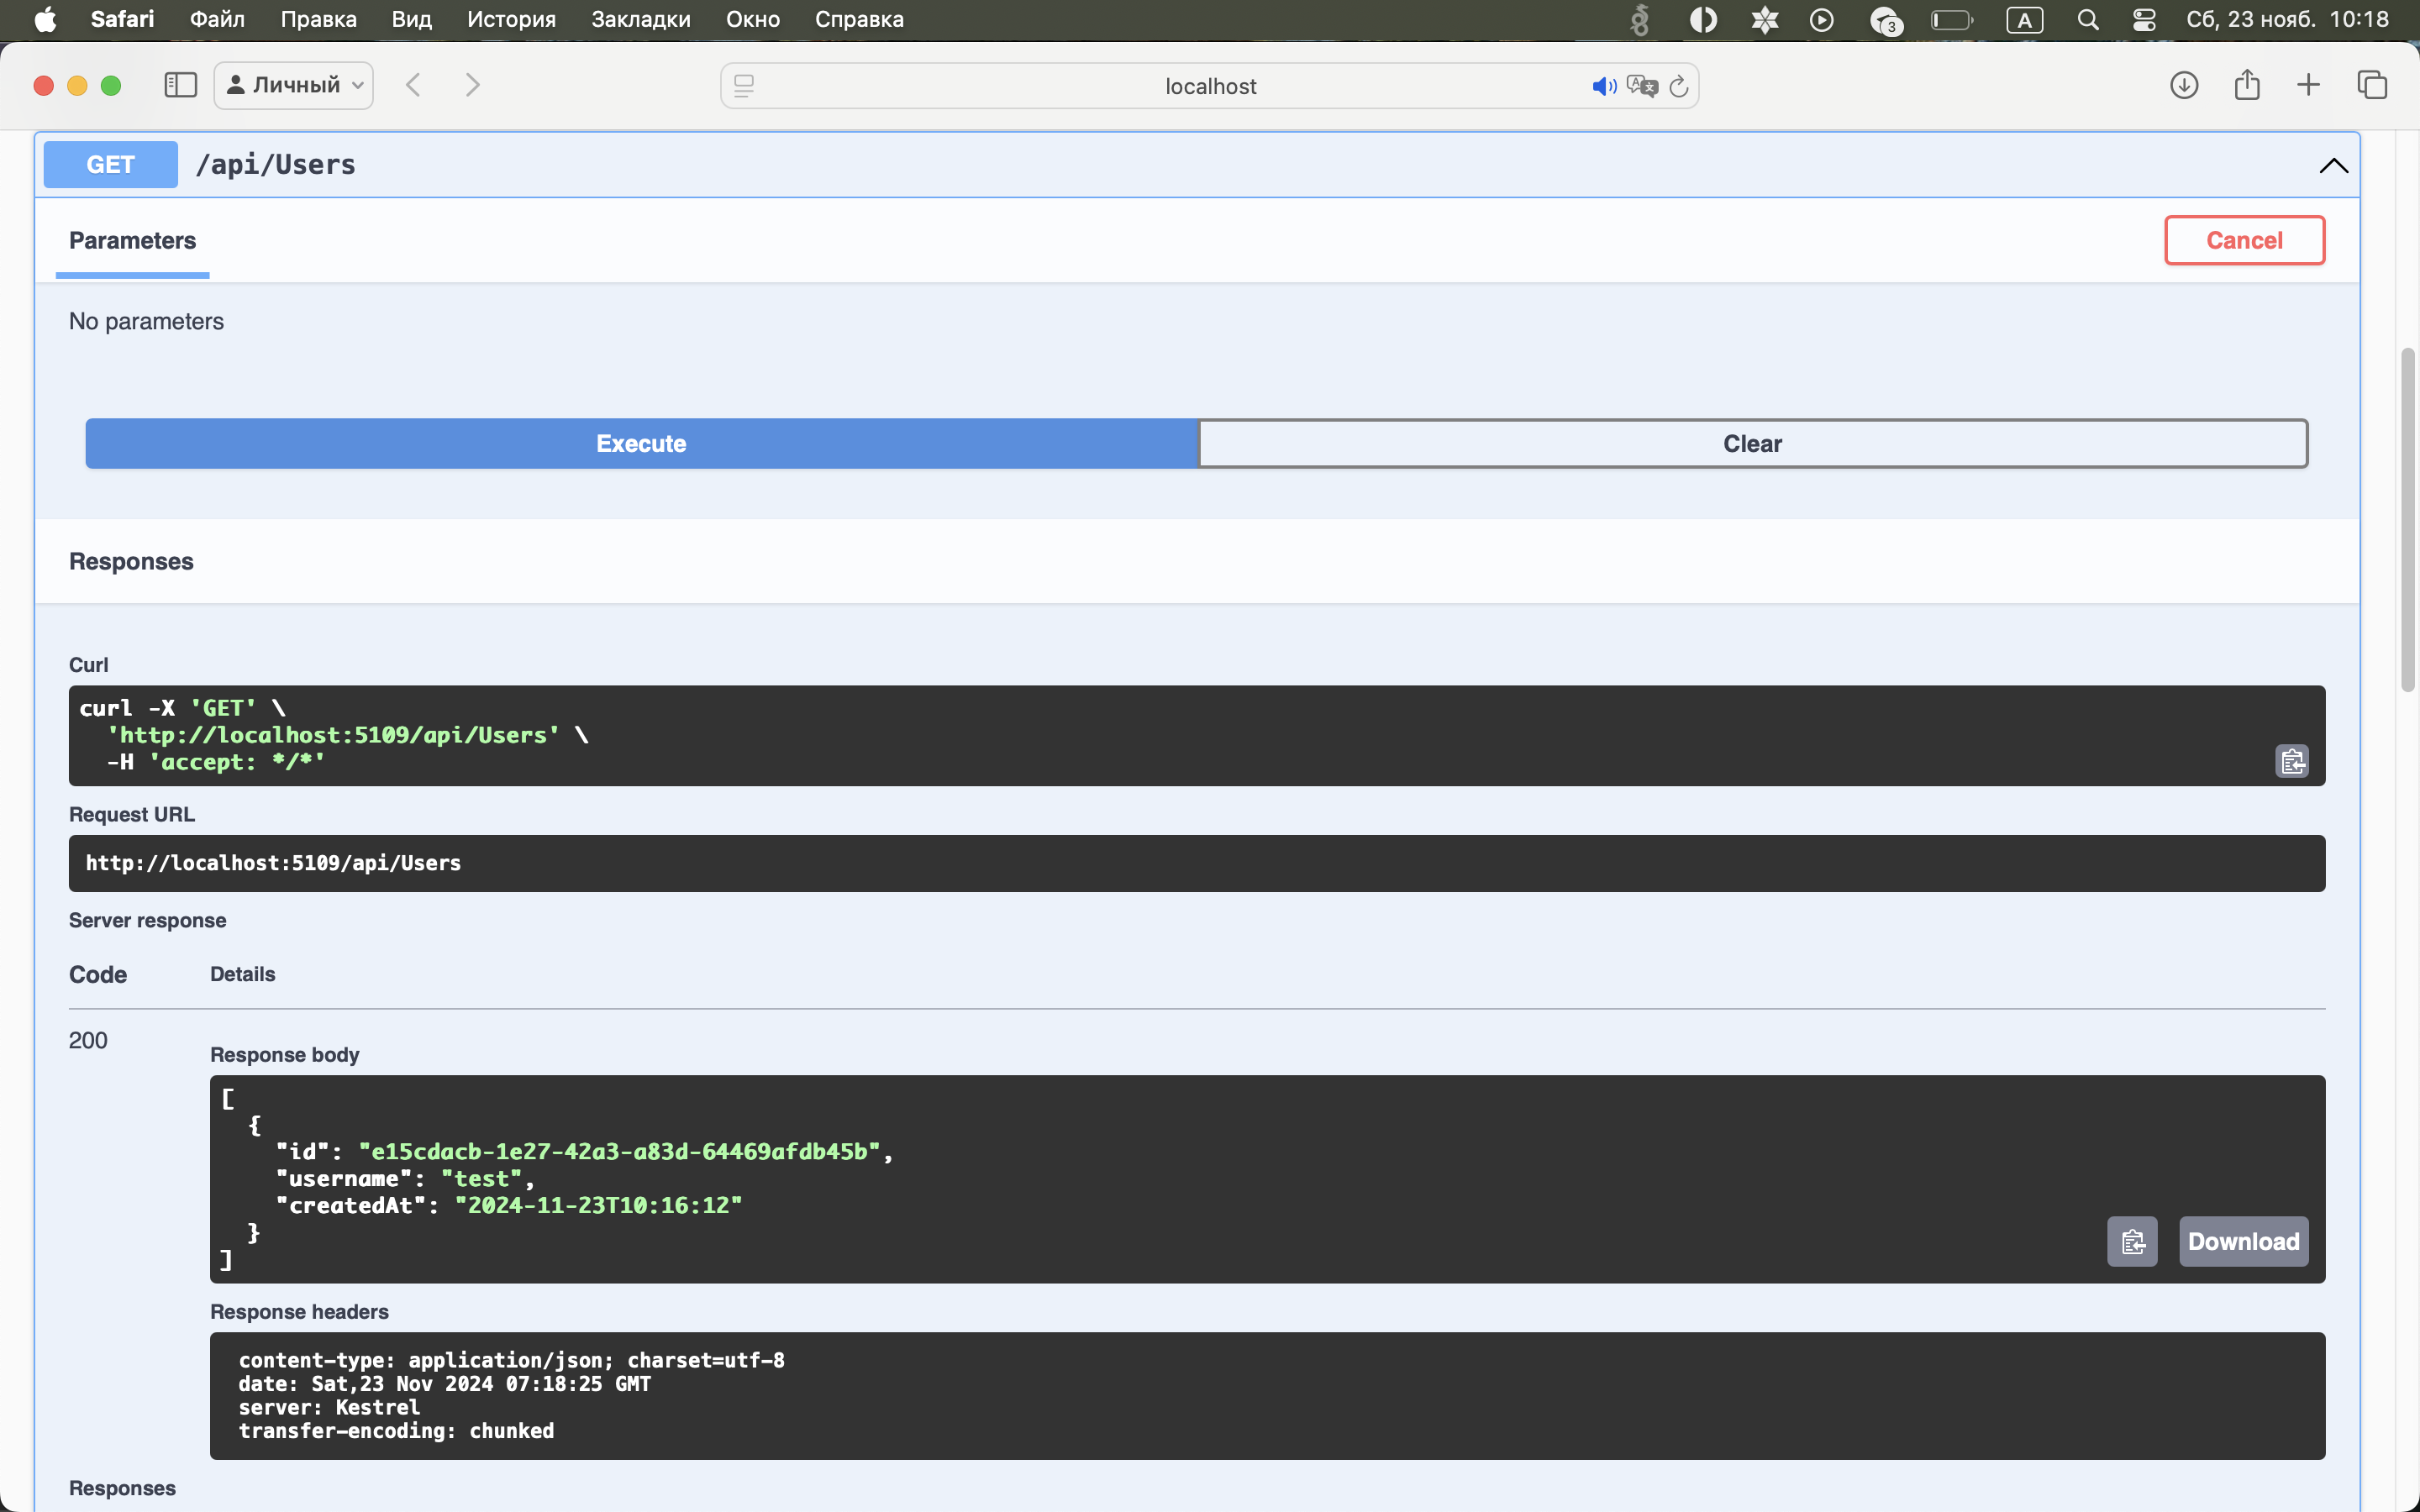 Safari Файл Правка Вид История Закладки Окно Справка 3 A Сб, 23 нояб. 10:18
Личный localhost
GET /api/Users
Parameters Cancel
No parameters
Execute Clear
Responses
Curl
curl -X 'GET' \
'http://localhost:5109/api/Users' \
-H 'accept: */*'
Request URL
http://localhost:5109/api/Users
Server response
Code Details
200
Response body
[
{
"id": "e15cdacb-1e27-42a3-a83d-64469afdb45b",
"username": "test",
"createdAt": "2024-11-23T10:16:12"
}
]
Download
Response headers
content-type: application/json; charset=utf-8
date: Sat,23 Nov 2024 07:18:25 GMT
server: Kestrel
transfer-encoding: chunked
Responses